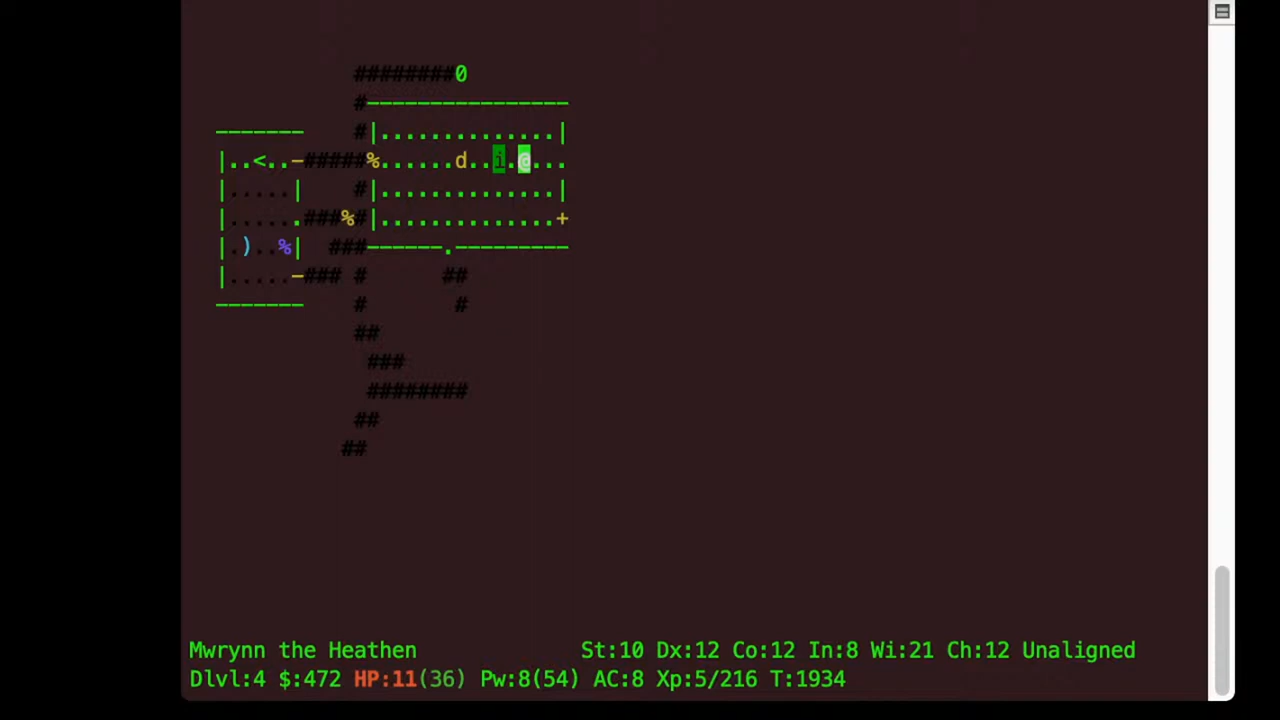 ########0
#----------------
------- #|.............|
|..<..-#####%......d..i.@...
|.....| #|.............|
|......###%#|.............+
|.)..%| ###------.---------
|.....-### # ##
------- # #
##
###
########
##
##
Mwrynn the Heathen St:10 Dx:12 Co:12 In:8 Wi:21 Ch:12 Unaligned
Dlvl:4 $:472 HP:11(36) Pw:8(54) AC:8 Xp:5/216 T:1934